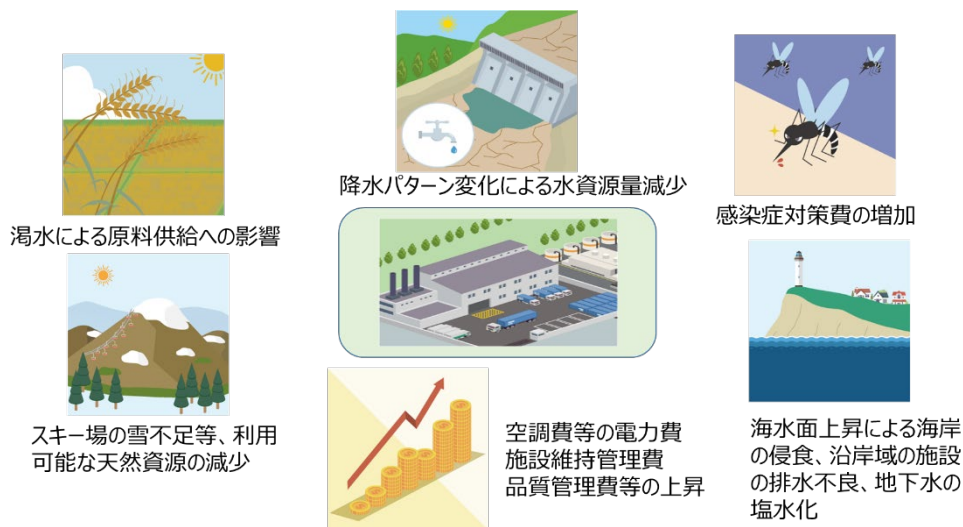 降水パターン変化による水資源量減少
渇水による原料供給への影響
感染症対策費の増加
スキー場の雪不足等、利用
可能な天然資源の減少
空調費等の電力費
施設維持管理費
品質管理費等の上昇
海水面上昇による海岸
の侵食、沿岸域の施設
の排水不良、地下水の
塩水化